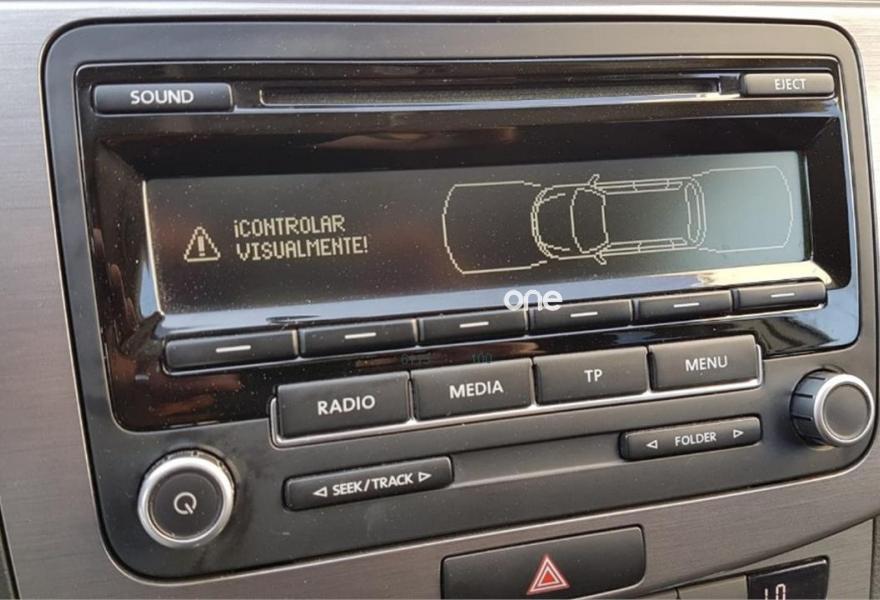 SOUND
EJECT
¡CONTROLAR
VISUALMENTE!
one
RADIO
MEDIA
TP
MENU
SEEK/TRACK
FOLDER